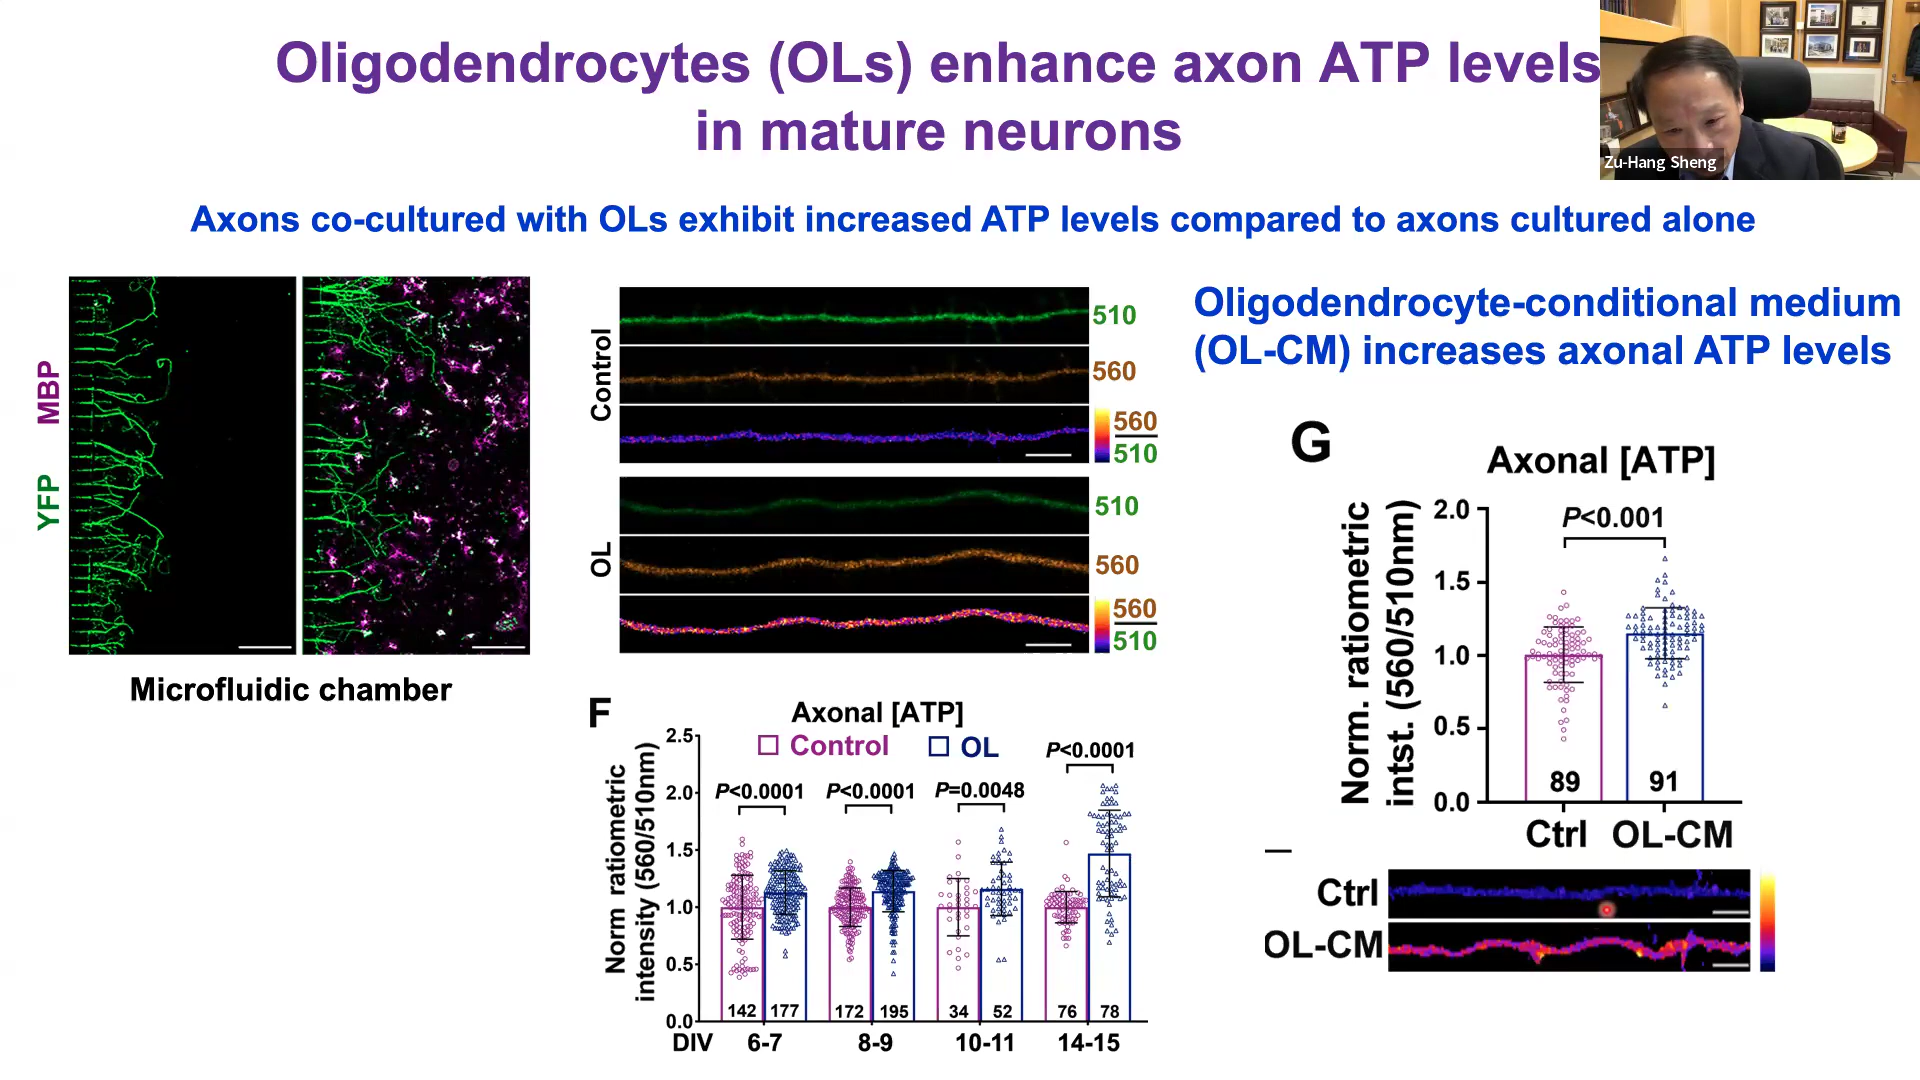 Oligodendrocytes (OLs) enhance axon ATP levels
in mature neurons
Zu-Hang Sheng
Axons co-cultured with OLs exhibit increased ATP levels compared to axons cultured alone
YFP MBP
Microfluidic chamber
Control
510
560
560
510
OL
510
560
560
510
Oligodendrocyte-conditional medium
(OL-CM) increases axonal ATP levels
F
Axonal [ATP]
Control OL
Norm ratiometric
intensity (560/510nm)
2.5
2.0
1.5
1.0
0.5
0.0
P<0.0001
P<0.0001
P=0.0048
P<0.0001
142 177 172 195 34 52 76 78
DIV 6-7 8-9 10-11 14-15
G
Axonal [ATP]
Norm. ratiometric
intst. (560/510nm)
2.0
1.5
1.0
0.5
0.0
P<0.001
89 91
Ctrl OL-CM
Ctrl
OL-CM